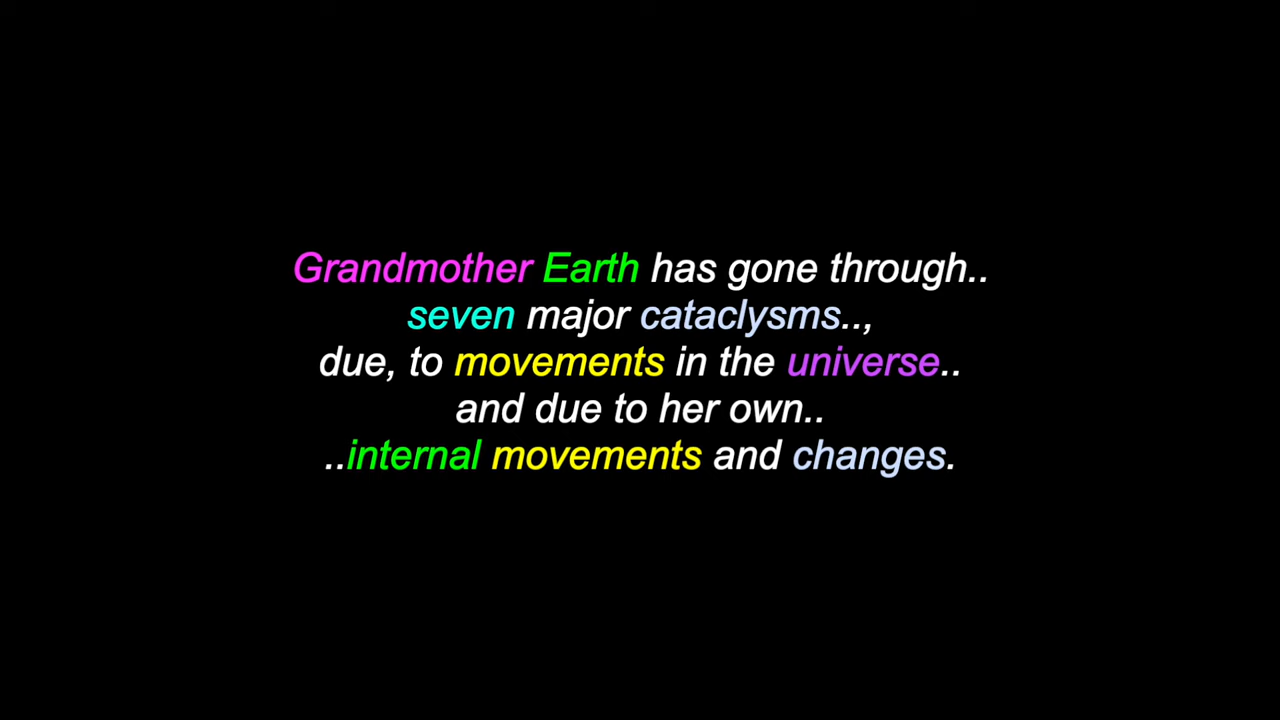 Grandmother Earth has gone through..
seven major cataclysms..,
due, to movements in the universe..
and due to her own..
..internal movements and changes.